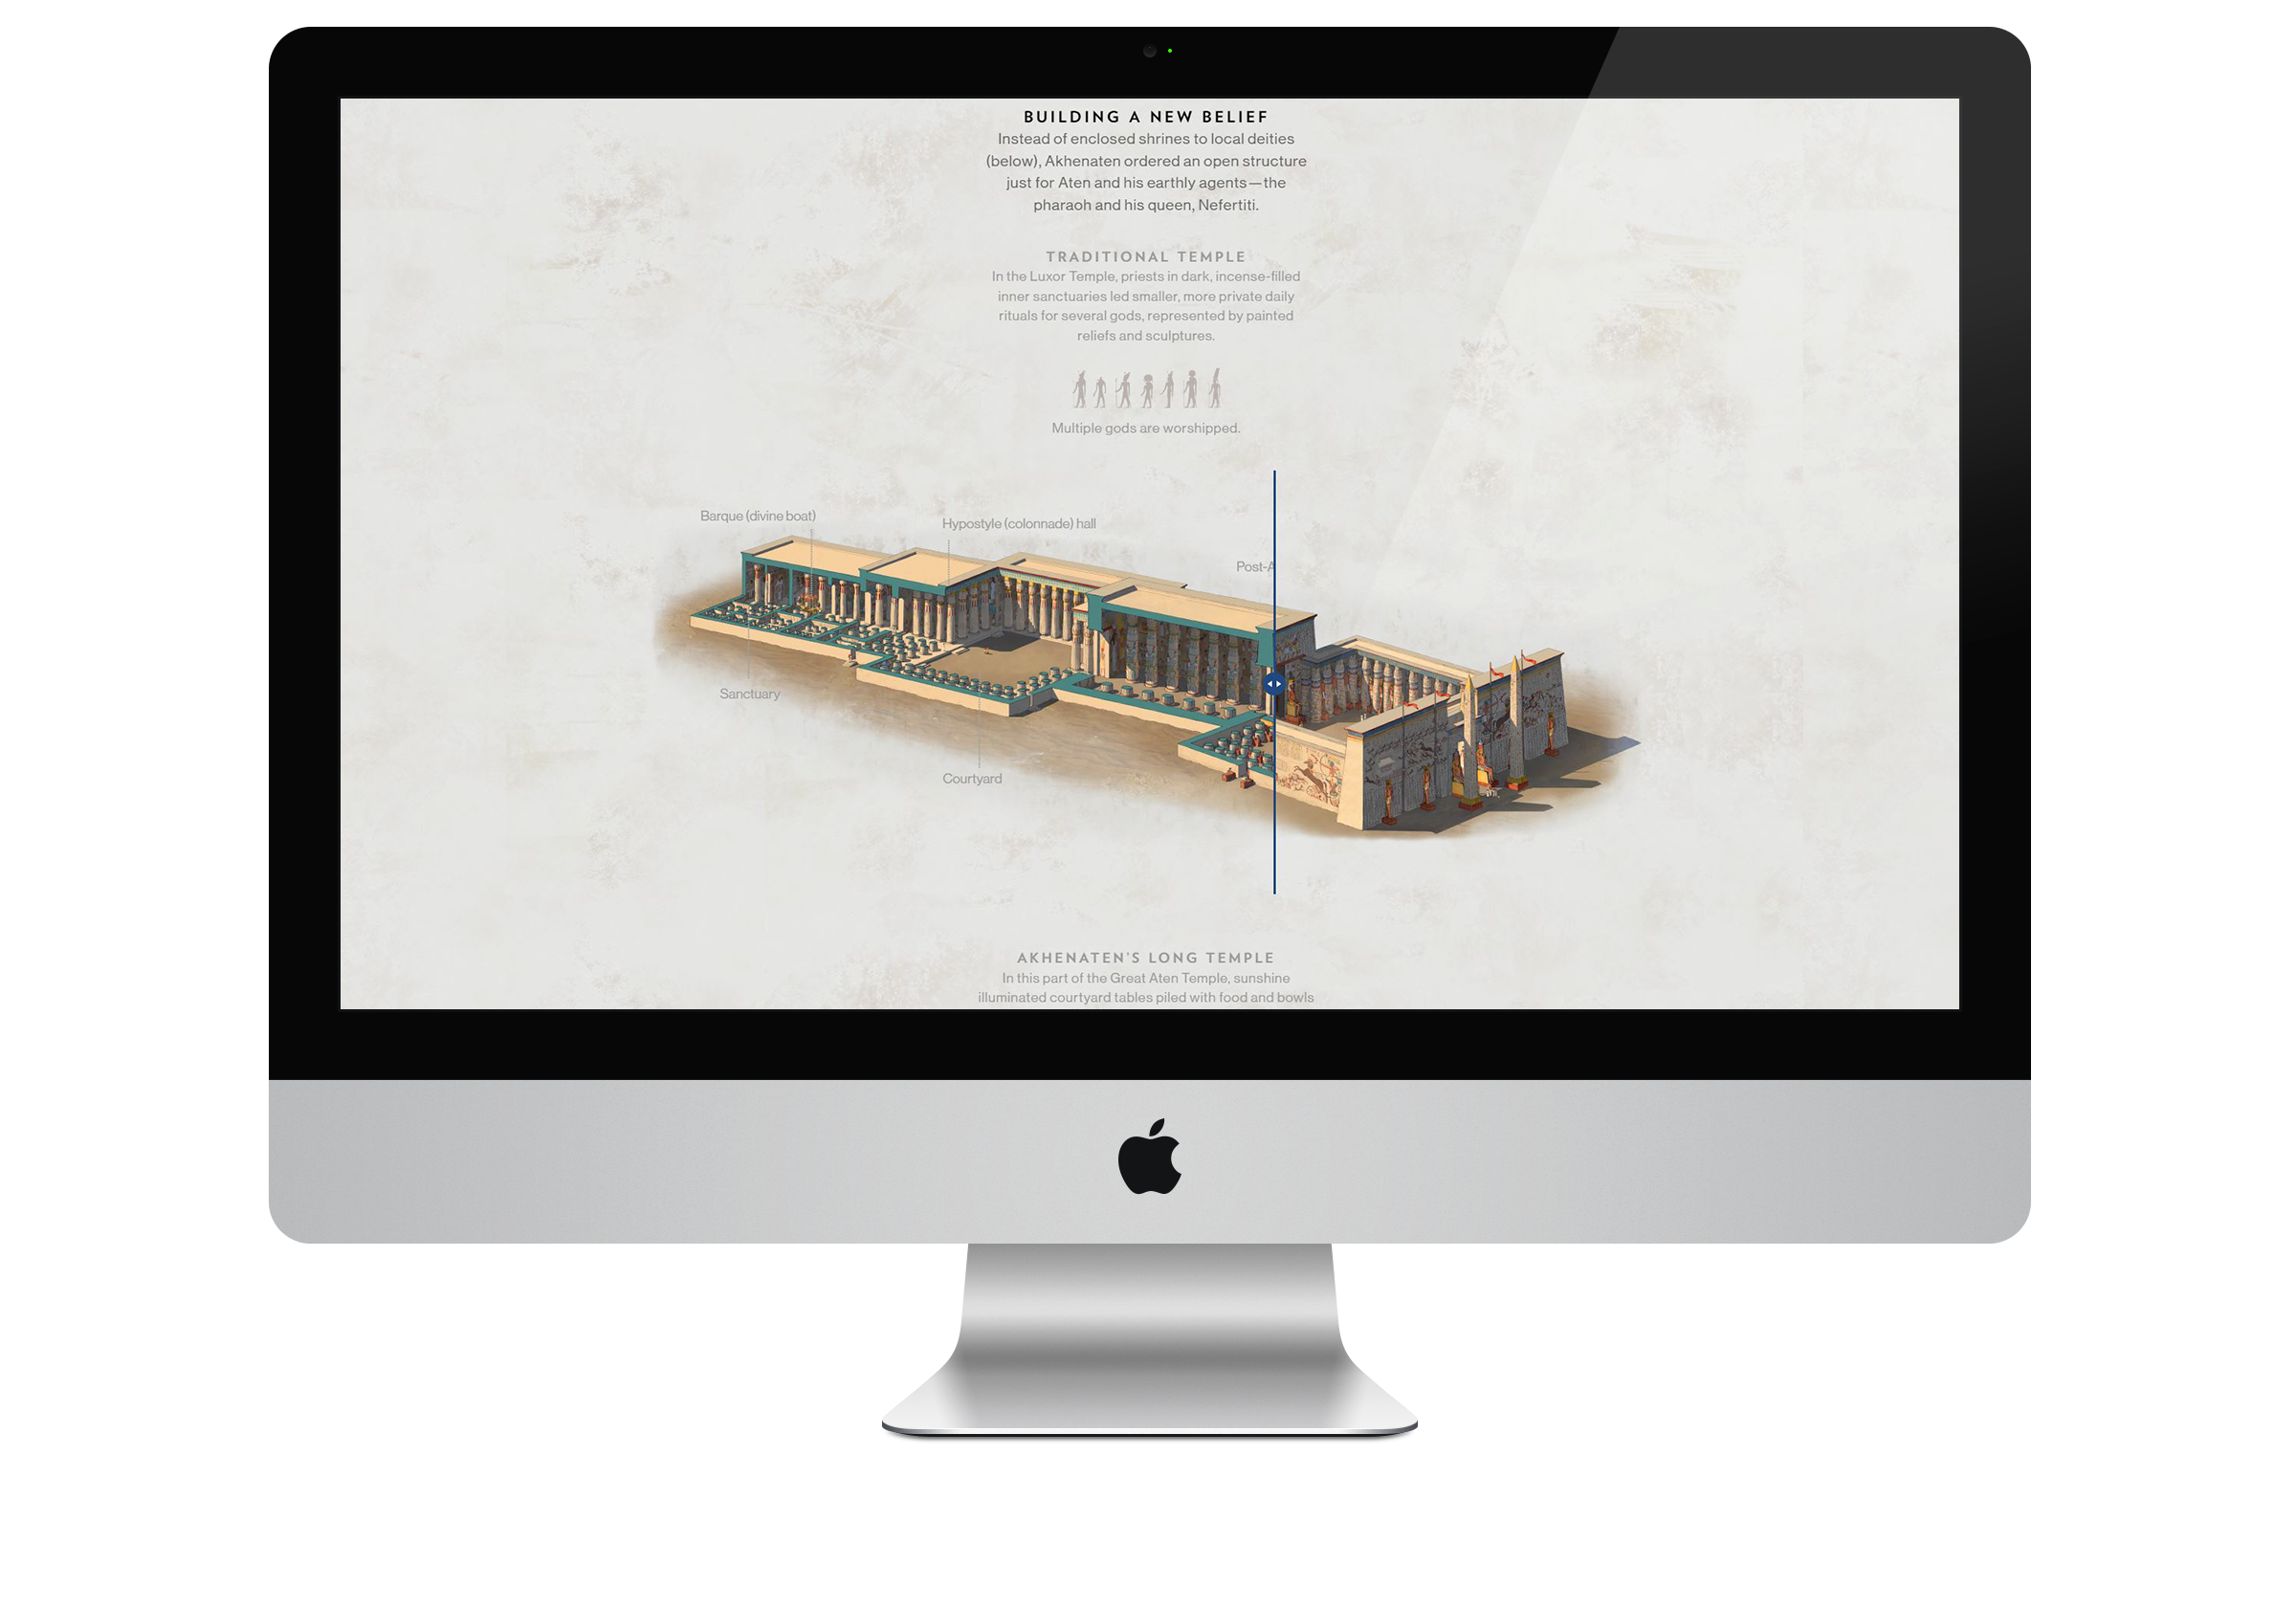 BUILDING A NEW BELIEF
Instead of enclosed shrines to local deities
(below), Akhenaten ordered an open structure
just for Aten and his earthly agents—the
pharaoh and his queen, Nefertiti.
TRADITIONAL TEMPLE
In the Luxor Temple, priests in dark, incense-filled
inner sanctuaries led smaller, more private daily
rituals for several gods, represented by painted
reliefs and sculptures.
Multiple gods are worshipped.
Barque (divine boat)
Hypostyle (colonnade) hall
Post-A
Sanctuary
Courtyard
AKHENATEN'S LONG TEMPLE
In this part of the Great Aten Temple, sunshine
illuminated courtyard tables piled with food and bowls